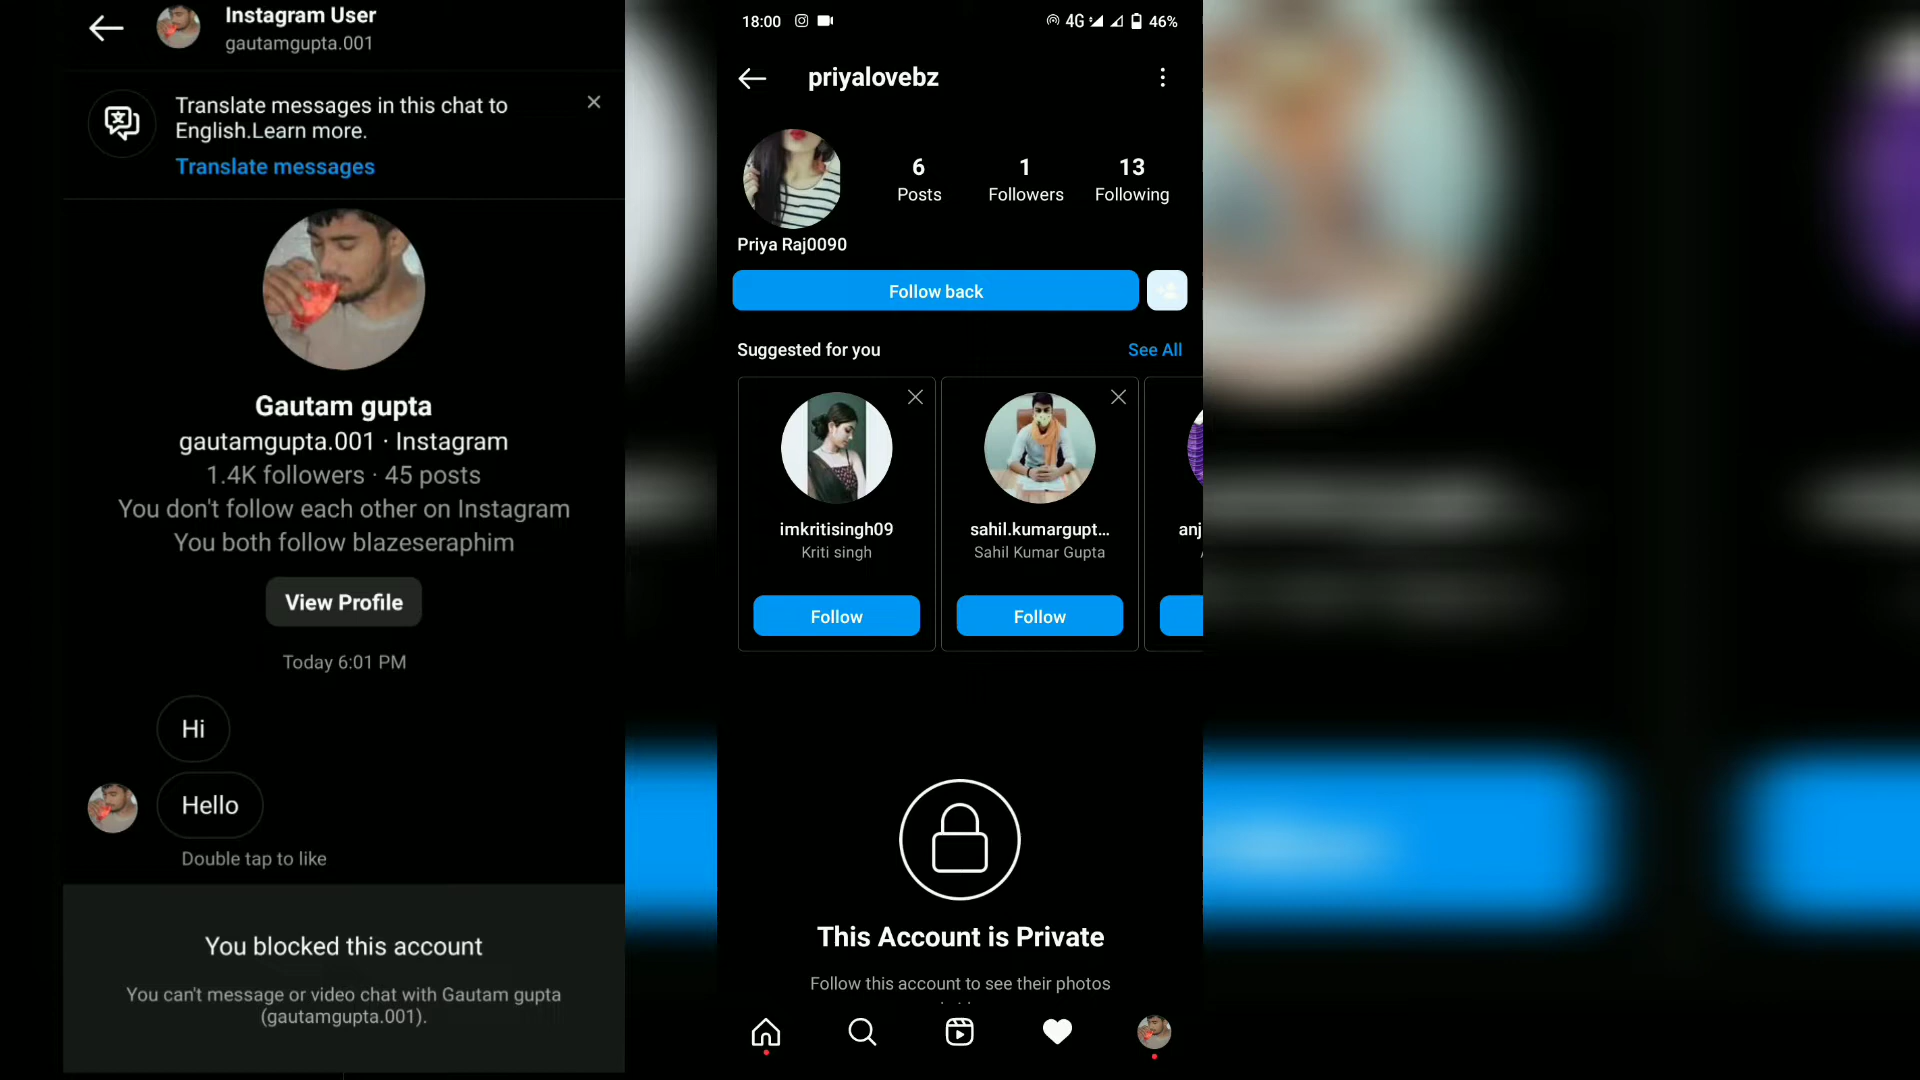 Instagram User
gautamgupta.001
Translate messages in this chat to
English.Learn more.
Translate messages
Gautam gupta
gautamgupta.001 · Instagram
1.4K followers · 45 posts
You don't follow each other on Instagram
You both follow blazeseraphim
View Profile
Today 6:01 PM
Hi
Hello
Double tap to like
You blocked this account
You can't message or video chat with Gautam gupta
(gautamgupta.001).
18:00 4G 46%
priyalovebz
6 1 13
Posts Followers Following
Priya Raj0090
Follow back
Suggested for you See All
imkritisingh09 sahil.kumargupt... anj
Kriti singh Sahil Kumar Gupta
Follow Follow
This Account is Private
Follow this account to see their photos